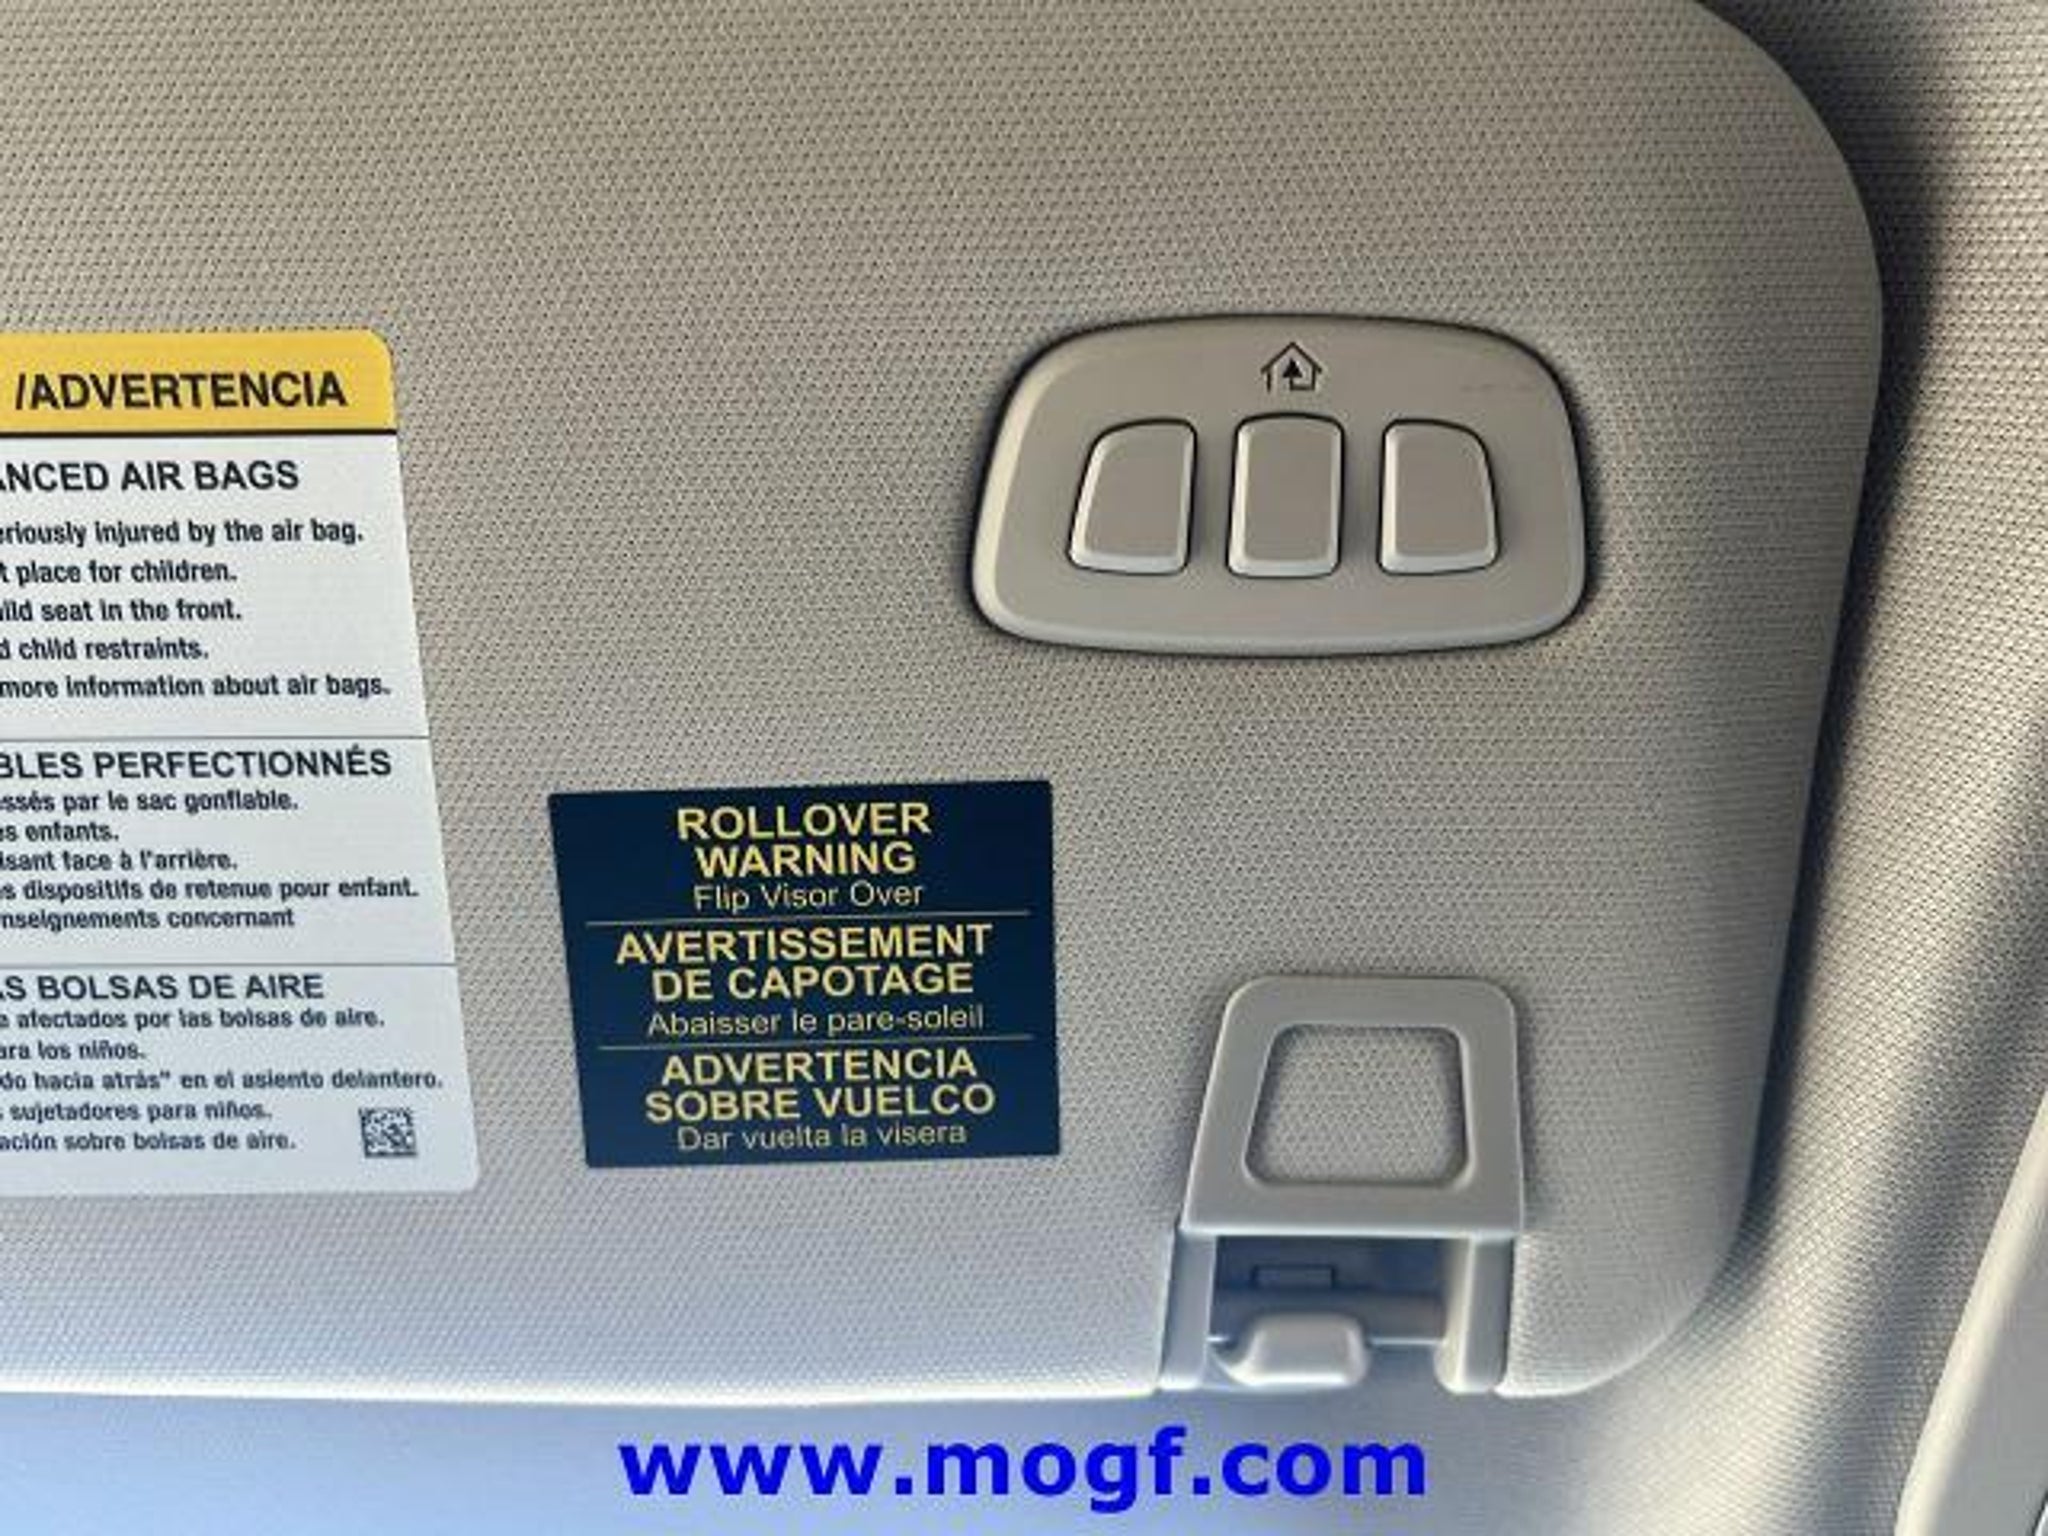 /ADVERTENCIA
ANCED AIR BAGS
eriously injured by the air bag.
t place for children.
ild seat in the front.
d child restraints.
more information about air bags.
BLES PERFECTIONNÉS
ssés par le sac gonflable.
es enfants.
isant face à l'arrière.
s dispositifs de retenue pour enfant.
nseignements concernant
AS BOLSAS DE AIRE
e afectados por las bolsas de aire.
ara los niños.
do hacia atrás" en el asiento delantero.
s sujetadores para niños.
ación sobre bolsas de aire.
ROLLOVER
WARNING
Flip Visor Over
AVERTISSEMENT
DE CAPOTAGE
Abaisser le pare-soleil
ADVERTENCIA
SOBRE VUELCO
Dar vuelta la visera
www.mogf.com